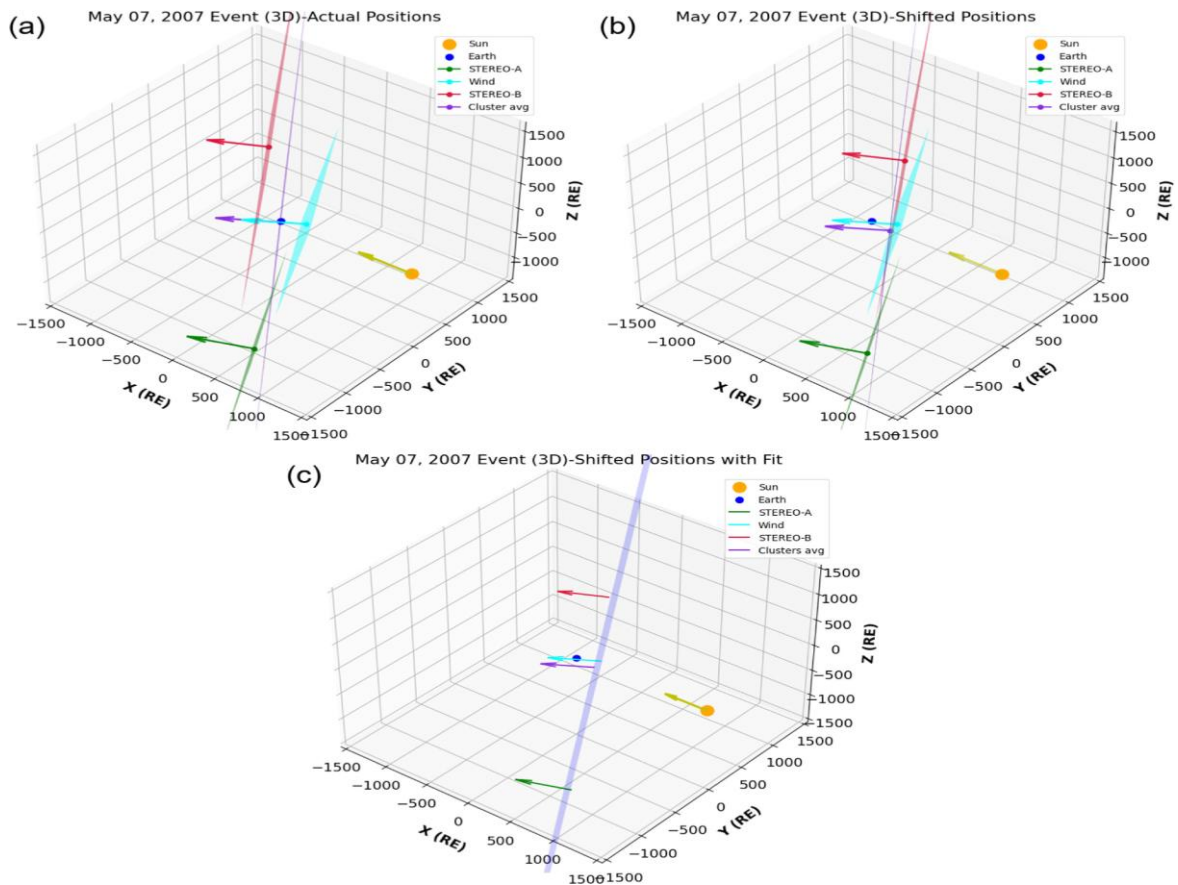 (a)
May 07, 2007 Event (3D)-Actual Positions
Sun
Earth
STEREO-A
Wind
STEREO-B
Cluster avg
1500
1000
500
0
−500
−1000
Z (RE)
−1500
−1000
−500
0
500
1000
1500
X (RE)
−1500
−1000
−500
0
500
1000
1500
Y (RE)
(b)
May 07, 2007 Event (3D)-Shifted Positions
Sun
Earth
STEREO-A
Wind
STEREO-B
Cluster avg
1500
1000
500
0
−500
−1000
Z (RE)
−1500
−1000
−500
0
500
1000
1500
X (RE)
−1500
−1000
−500
0
500
1000
1500
Y (RE)
(c)
May 07, 2007 Event (3D)-Shifted Positions with Fit
Sun
Earth
STEREO-A
Wind
STEREO-B
Clusters avg
1500
1000
500
0
−500
−1000
−1500
Z (RE)
−1500
−1000
−500
0
500
1000
1500
X (RE)
−1500
−1000
−500
0
500
1000
1500
Y (RE)